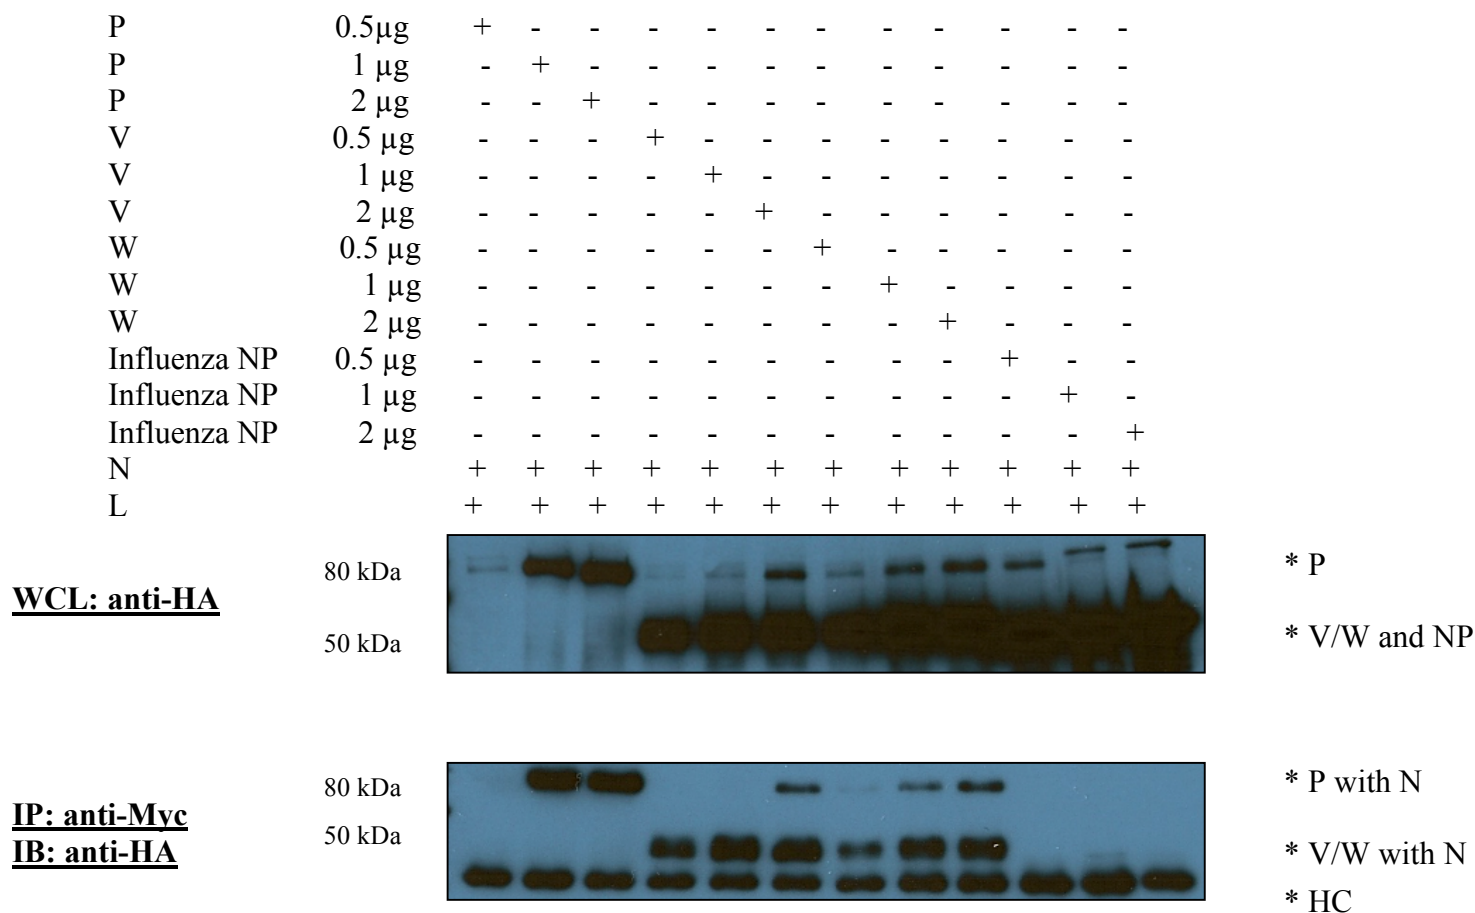 P 0.5µg + - - - - - - - - - - -
P 1 µg - + - - - - - - - - - -
P 2 µg - - + - - - - - - - - -
V 0.5 µg - - - + - - - - - - - -
V 1 µg - - - - + - - - - - - -
V 2 µg - - - - - + - - - - - -
W 0.5 µg - - - - - - + - - - - -
W 1 µg - - - - - - - + - - - -
W 2 µg - - - - - - - - + - - -
Influenza NP 0.5 µg - - - - - - - - - + - -
Influenza NP 1 µg - - - - - - - - - - + -
Influenza NP 2 µg - - - - - - - - - - - +
N + + + + + + + + + + + +
L + + + + + + + + + + + +
80 kDa * P
WCL: anti-HA
50 kDa * V/W and NP
80 kDa * P with N
IP: anti-Myc
50 kDa
IB: anti-HA * V/W with N
* HC